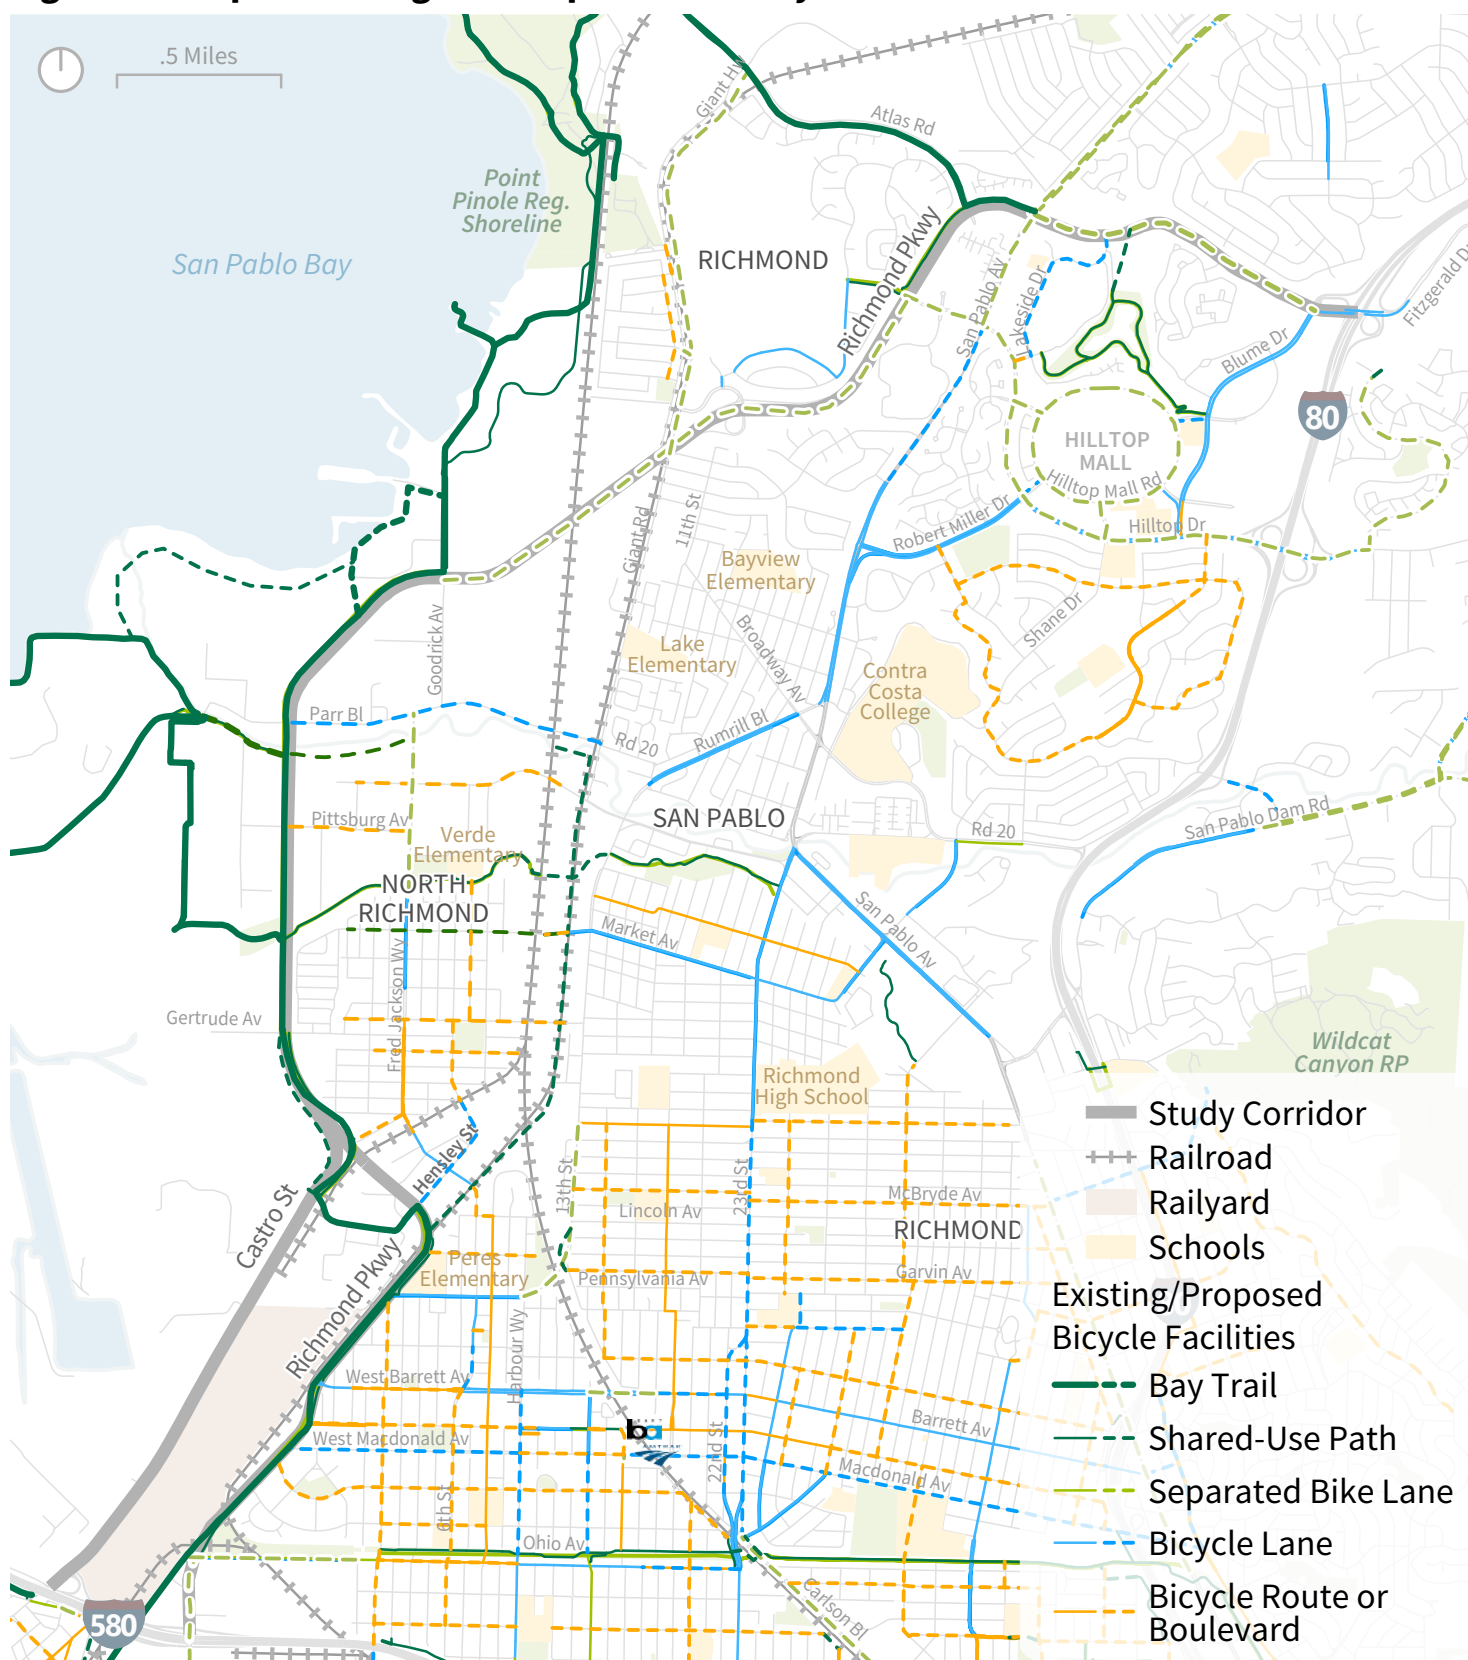 .5 Miles
Giant Hw
Atlas Rd
Point
Pinole Reg.
Shoreline
San Pablo Bay
RICHMOND
Richmond Pkwy
San Pablo Av
Lakeside Dr
Fitzgerald Dr
Blume Dr
80
HILLTOP
MALL
Hilltop Mall Rd
Hilltop Dr
Robert Miller Dr
11th St
Giant Rd
Bayview
Elementary
Shane Dr
Goodrick Av
Lake
Elementary
Broadway Av
Contra
Costa
College
Parr Bl
Rd 20
Rumrill Bl
Pittsburg Av
Verde
Elementary
SAN PABLO
Rd 20
San Pablo Dam Rd
NORTH
RICHMOND
Market Av
San Pablo Av
Fred Jackson Wy
Gertrude Av
Wildcat
Canyon RP
Richmond
High School
Hensley St
13th St
23rd St
McBryde Av
Lincoln Av
RICHMOND
Castro St
Richmond Pkwy
Peres
Elementary
Pennsylvania Av
Garvin Av
Harbour Wy
West Barrett Av
Barrett Av
West Macdonald Av
ba
22nd St
Macdonald Av
6th St
Ohio Av
Carlson Bl
580
Study Corridor
Railroad
Railyard
Schools
Existing/Proposed
Bicycle Facilities
Bay Trail
Shared-Use Path
Separated Bike Lane
Bicycle Lane
Bicycle Route or
Boulevard